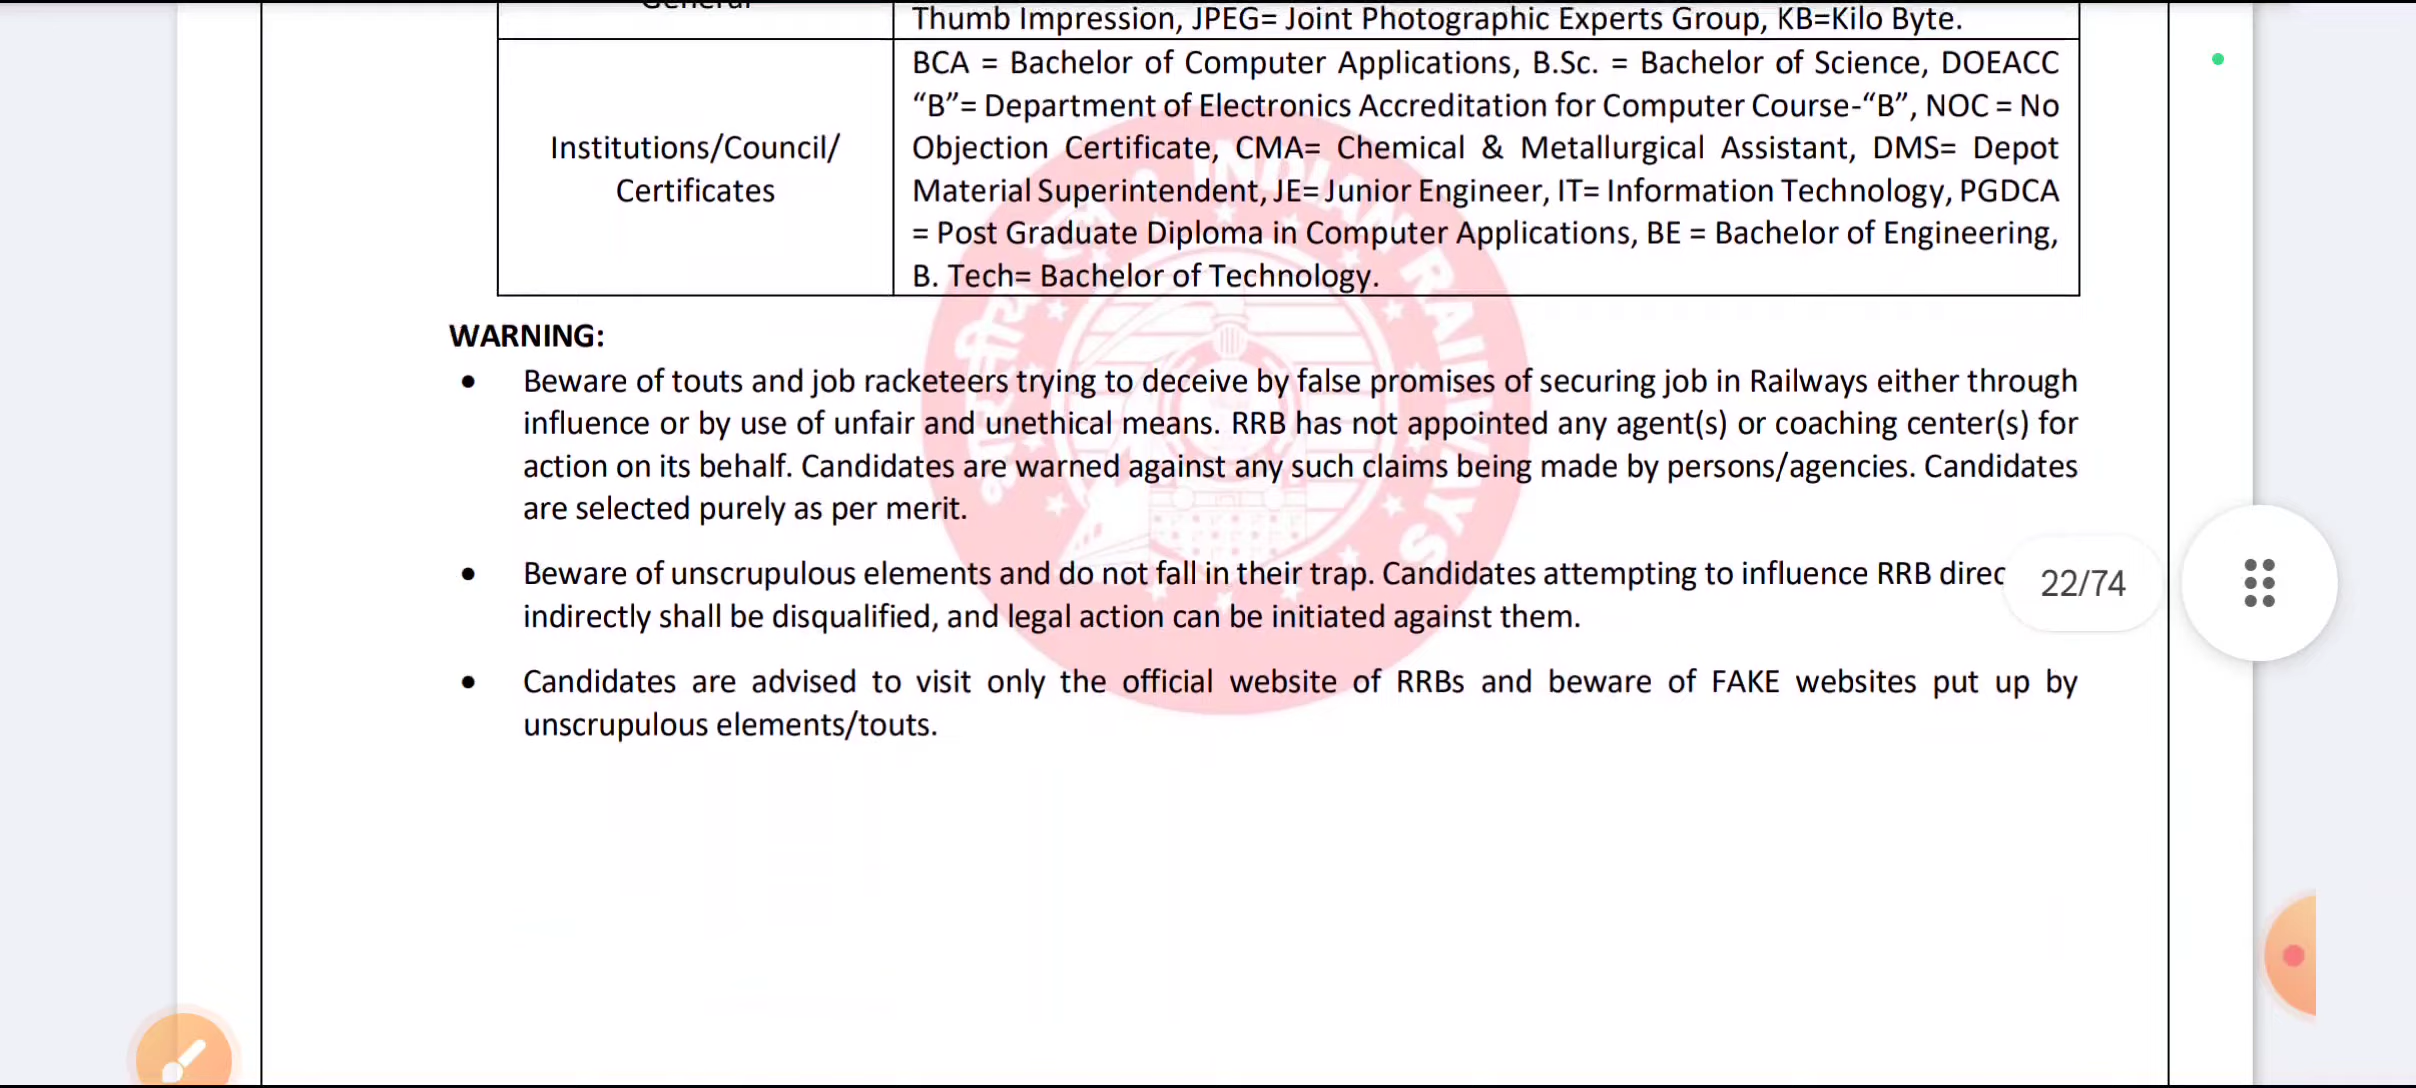 Thumb Impression, JPEG= Joint Photographic Experts Group, KB=Kilo Byte.
Institutions/Council/
Certificates
BCA = Bachelor of Computer Applications, B.Sc. = Bachelor of Science, DOEACC
“B”= Department of Electronics Accreditation for Computer Course-“B”, NOC = No
Objection Certificate, CMA= Chemical & Metallurgical Assistant, DMS= Depot
Material Superintendent, JE= Junior Engineer, IT= Information Technology, PGDCA
= Post Graduate Diploma in Computer Applications, BE = Bachelor of Engineering,
B. Tech= Bachelor of Technology.
WARNING:
• Beware of touts and job racketeers trying to deceive by false promises of securing job in Railways either through
influence or by use of unfair and unethical means. RRB has not appointed any agent(s) or coaching center(s) for
action on its behalf. Candidates are warned against any such claims being made by persons/agencies. Candidates
are selected purely as per merit.
• Beware of unscrupulous elements and do not fall in their trap. Candidates attempting to influence RRB direc
indirectly shall be disqualified, and legal action can be initiated against them.
• Candidates are advised to visit only the official website of RRBs and beware of FAKE websites put up by
unscrupulous elements/touts.
22/74
भारतीय रेल
INDIAN RAILWAYS